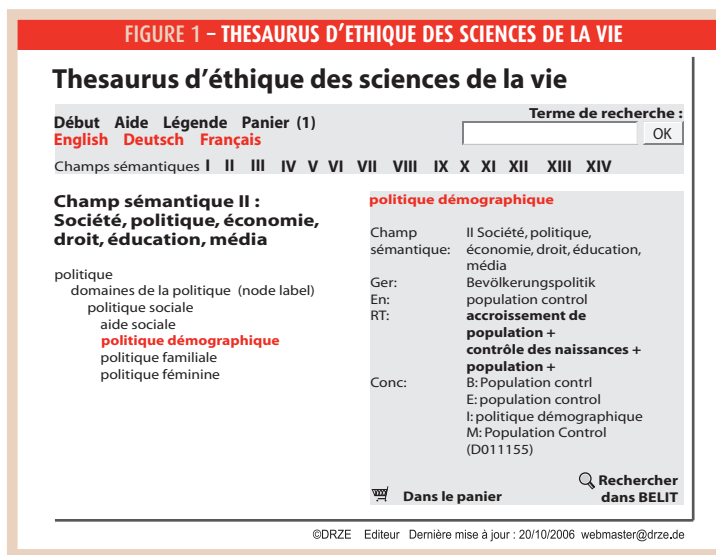 FIGURE 1 – THESAURUS D’ETHIQUE DES SCIENCES DE LA VIE
Thesaurus d’éthique des sciences de la vie
Début Aide Légende Panier (1)
Terme de recherche :
English Deutsch Français
OK
Champs sémantiques I II III IV V VI VII VIII IX X XI XII XIII XIV
Champ sémantique II :
Société, politique, économie,
droit, éducation, média
politique
domaines de la politique (node label)
politique sociale
aide sociale
politique démographique
politique familiale
politique féminine
politique démographique
Champ II Société, politique,
sémantique: économie, droit, éducation,
média
Ger: Bevölkerungspolitik
En: population control
RT: accroissement de
population +
contrôle des naissances +
population +
Conc: B: Population contrl
E: population control
I: politique démographique
M: Population Control
(D011155)
Dans le panier
Rechercher
dans BELIT
©DRZE Editeur Dernière mise à jour : 20/10/2006 webmaster@drze.de